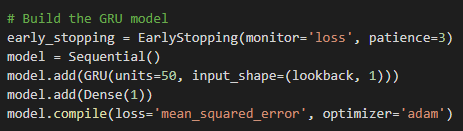 # Build the GRU model
early_stopping = EarlyStopping(monitor='loss', patience=3)
model = Sequential()
model.add(GRU(units=50, input_shape=(lookback, 1)))
model.add(Dense(1))
model.compile(loss='mean_squared_error', optimizer='adam')